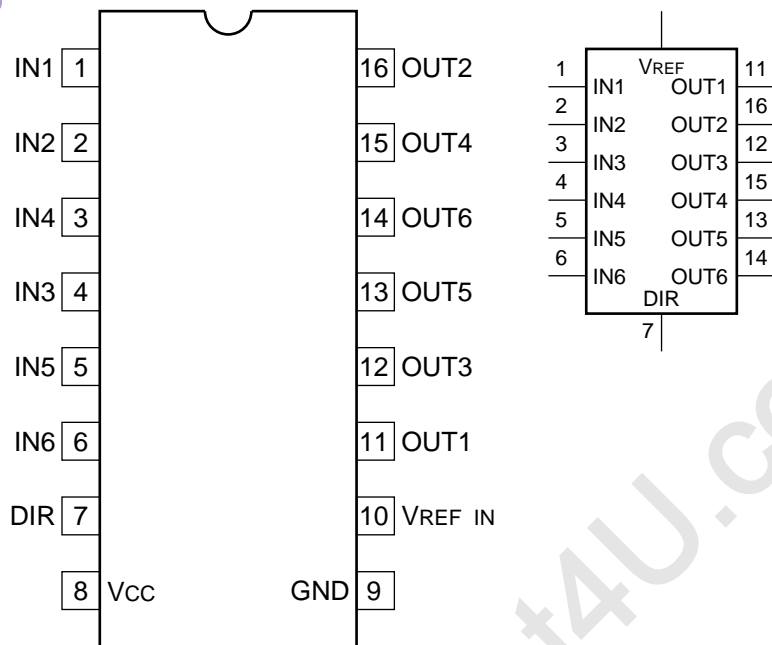 IN1 1 16 OUT2
IN2 2 15 OUT4
IN4 3 14 OUT6
IN3 4 13 OUT5
IN5 5 12 OUT3
IN6 6 11 OUT1
DIR 7 10 VREF IN
8 VCC GND 9
VREF
1 IN1 OUT1 11
2 IN2 OUT2 16
3 IN3 OUT3 12
4 IN4 OUT4 15
5 IN5 OUT5 13
6 IN6 OUT6 14
DIR
7
t4U.co